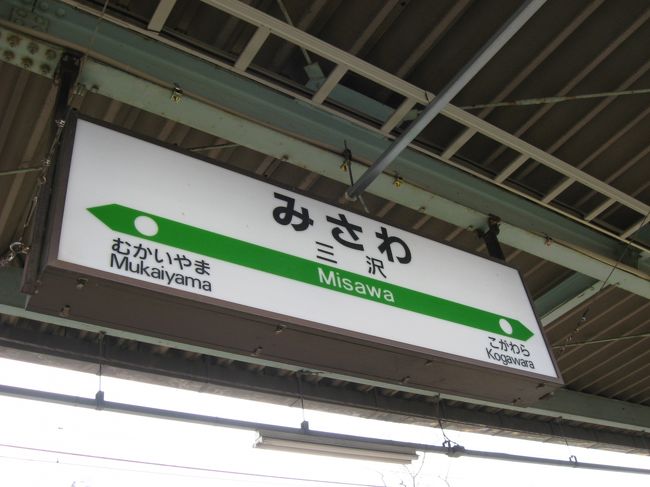 みさわ
三沢
Misawa
むかいやま
Mukaiyama
こがわら
Kogawara